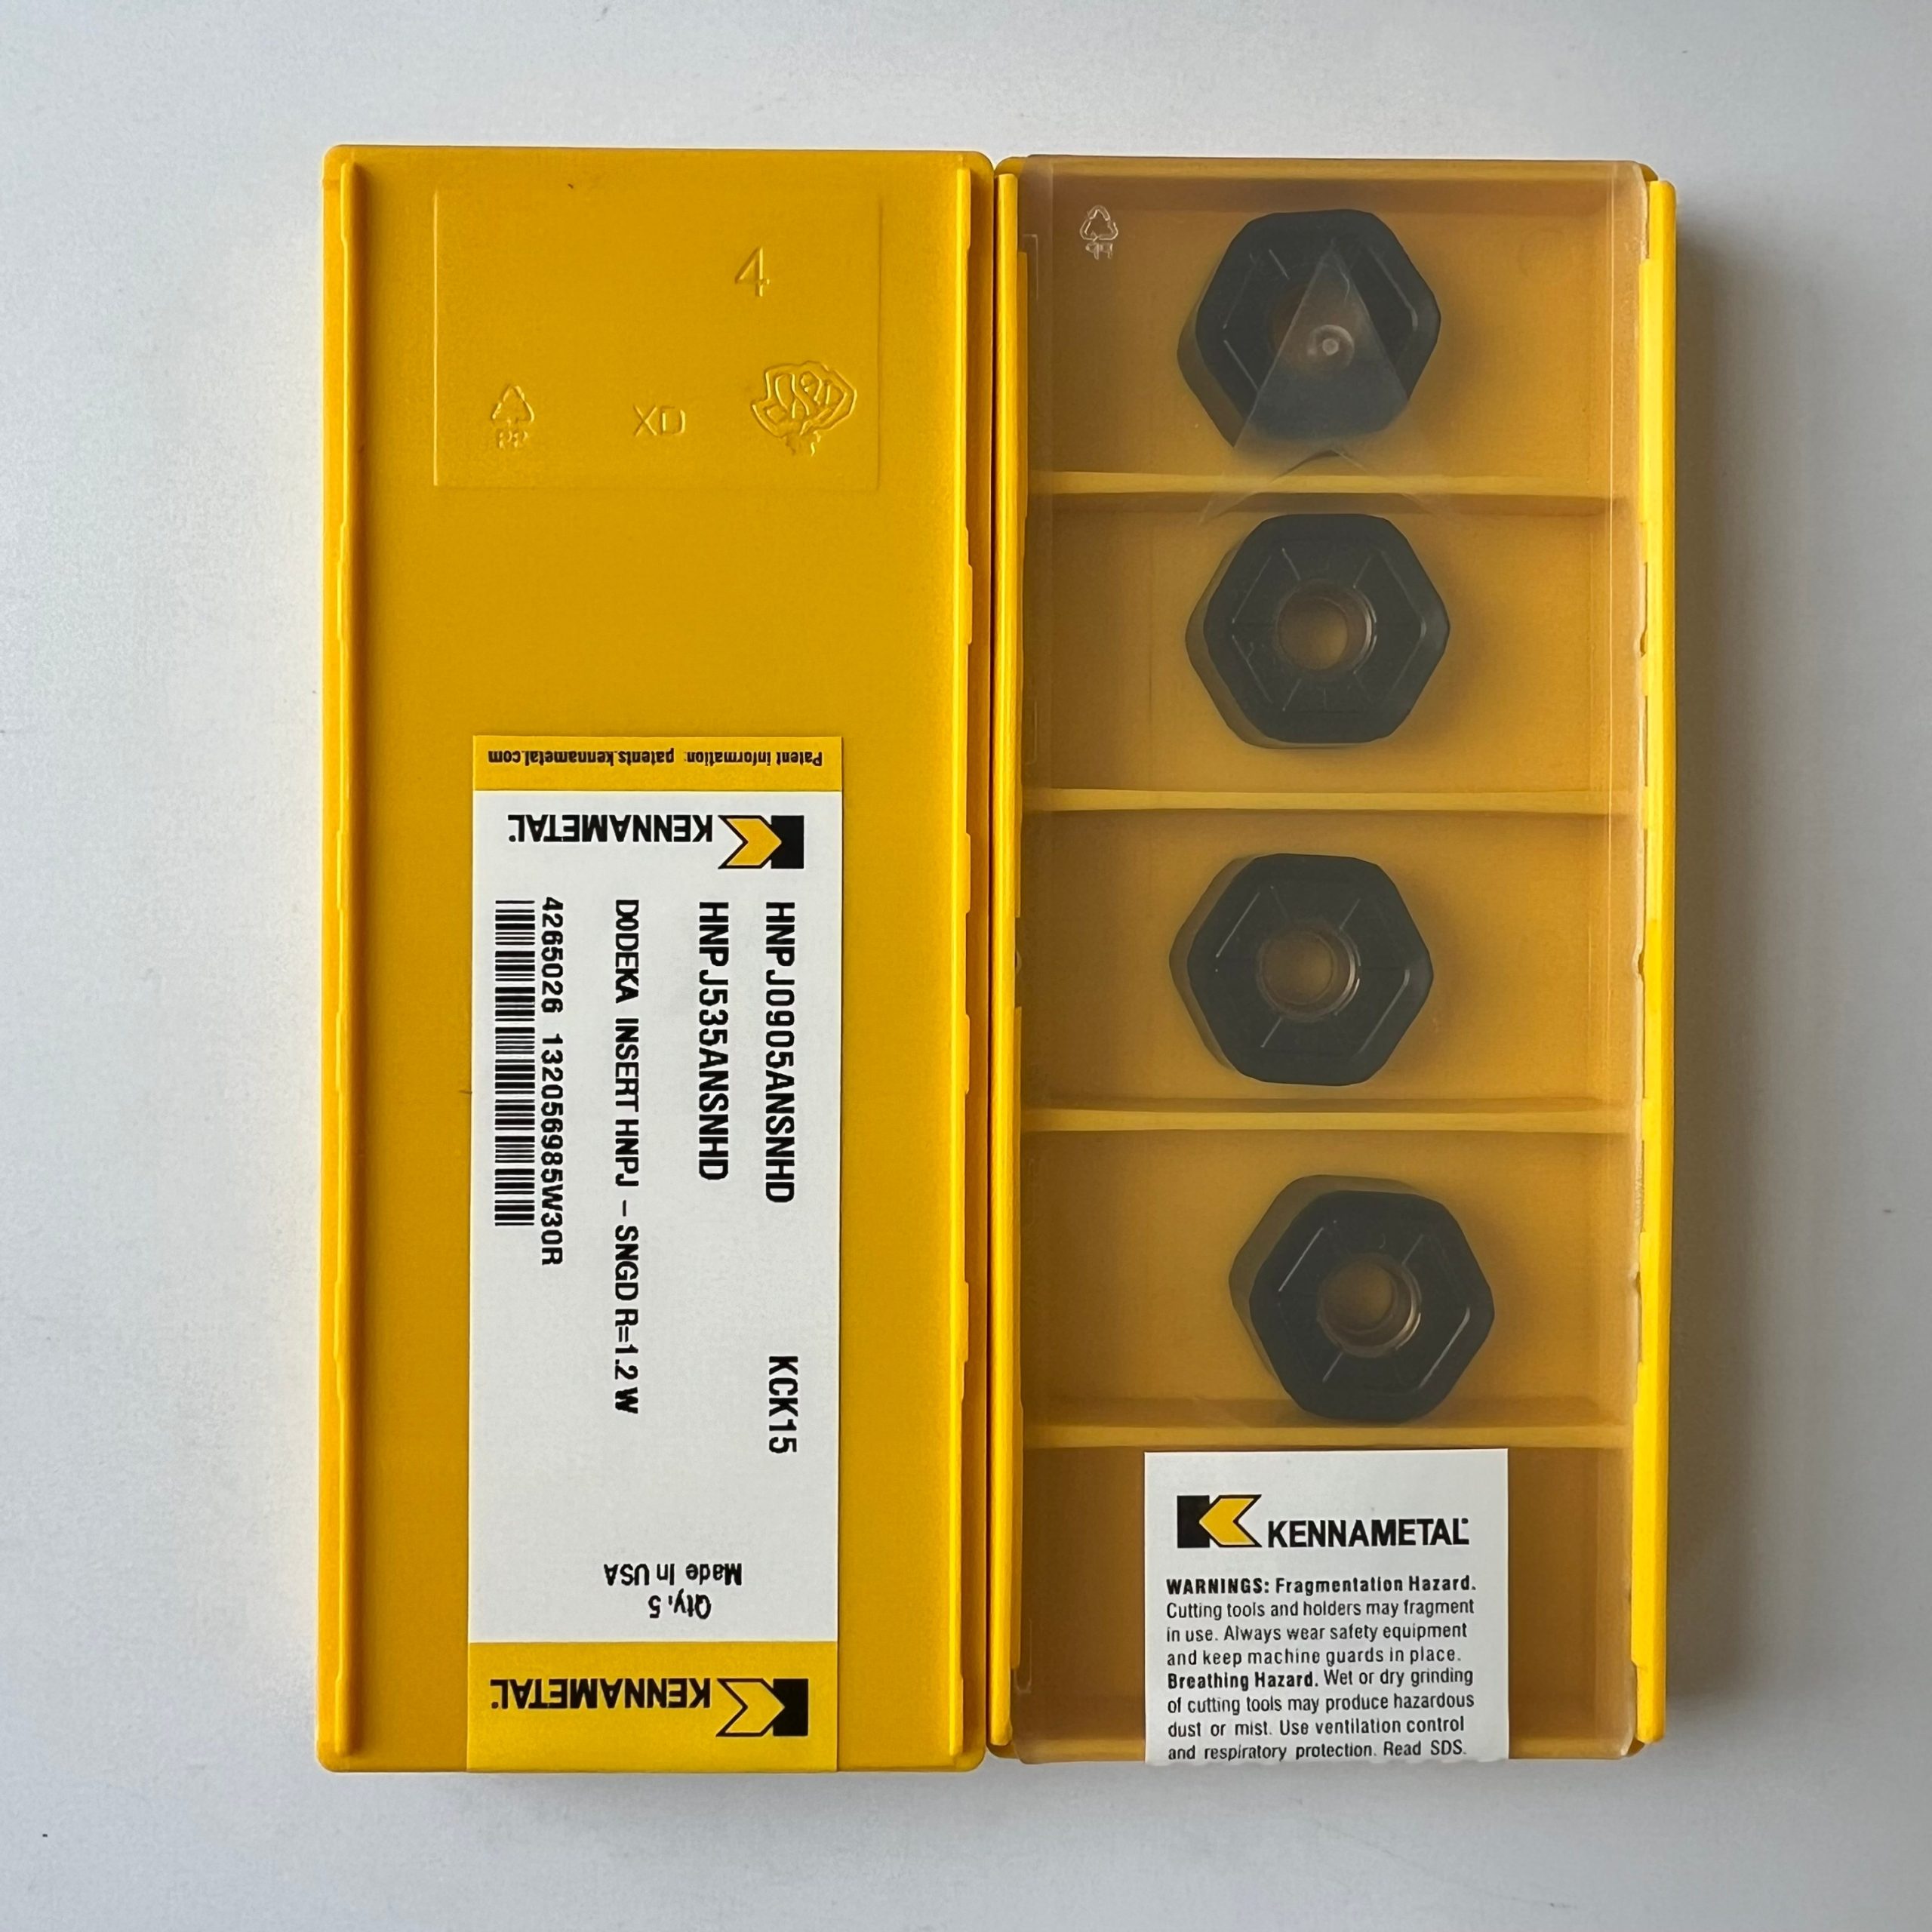 4
PP
XD
Patent information: patents.kennametal.com
KENNAMETAL
HNPJ0905ANSNHD KCK15
HNPJ535ANSNHD
DODEKA INSERT HNPJ – SNGD R=1.2 W
4265026 132056985W30R
Made In USA
Qty. 5
KENNAMETAL
PP
KENNAMETAL
WARNINGS: Fragmentation Hazard.
Cutting tools and holders may fragment
in use. Always wear safety equipment
and keep machine guards in place.
Breathing Hazard. Wet or dry grinding
of cutting tools may produce hazardous
dust or mist. Use ventilation control
and respiratory protection. Read SDS.